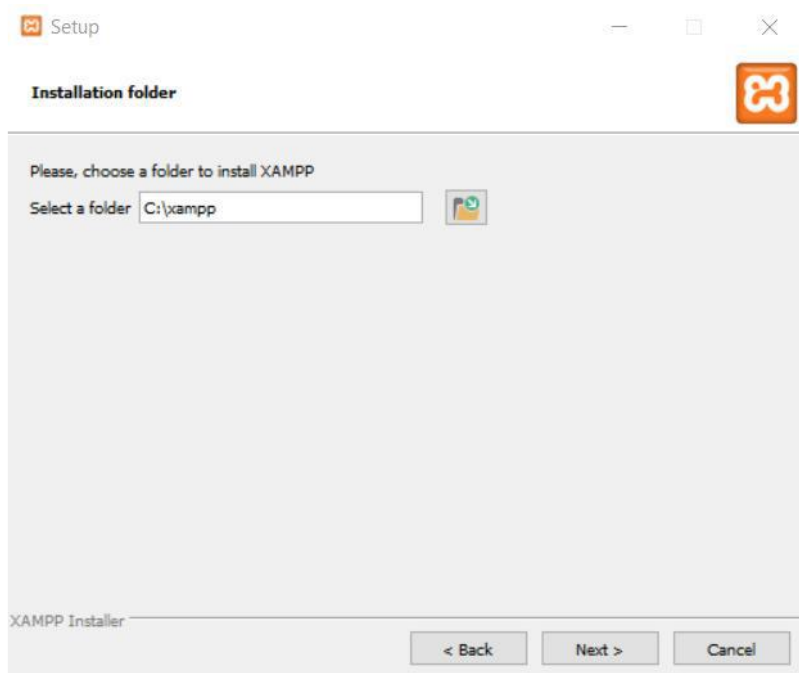 Setup
Installation folder
Please, choose a folder to install XAMPP
Select a folder C:\xampp
XAMPP Installer
< Back Next > Cancel